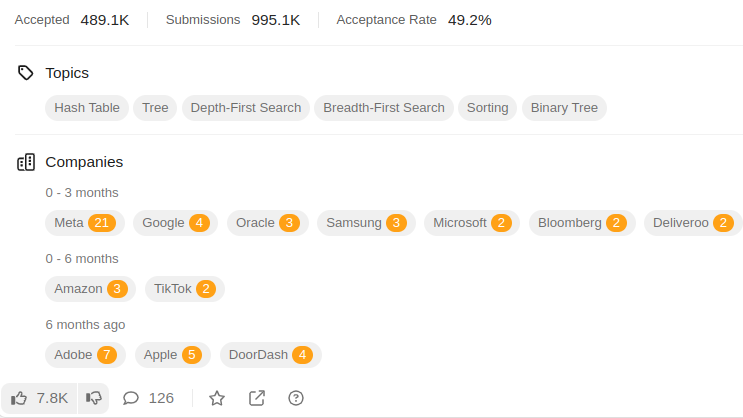 Accepted 489.1K Submissions 995.1K Acceptance Rate 49.2%
Topics
Hash Table Tree Depth-First Search Breadth-First Search Sorting Binary Tree
Companies
0 - 3 months
Meta 21 Google 4 Oracle 3 Samsung 3 Microsoft 2 Bloomberg 2 Deliveroo 2
0 - 6 months
Amazon 3 TikTok 2
6 months ago
Adobe 7 Apple 5 DoorDash 4
7.8K 126 ?